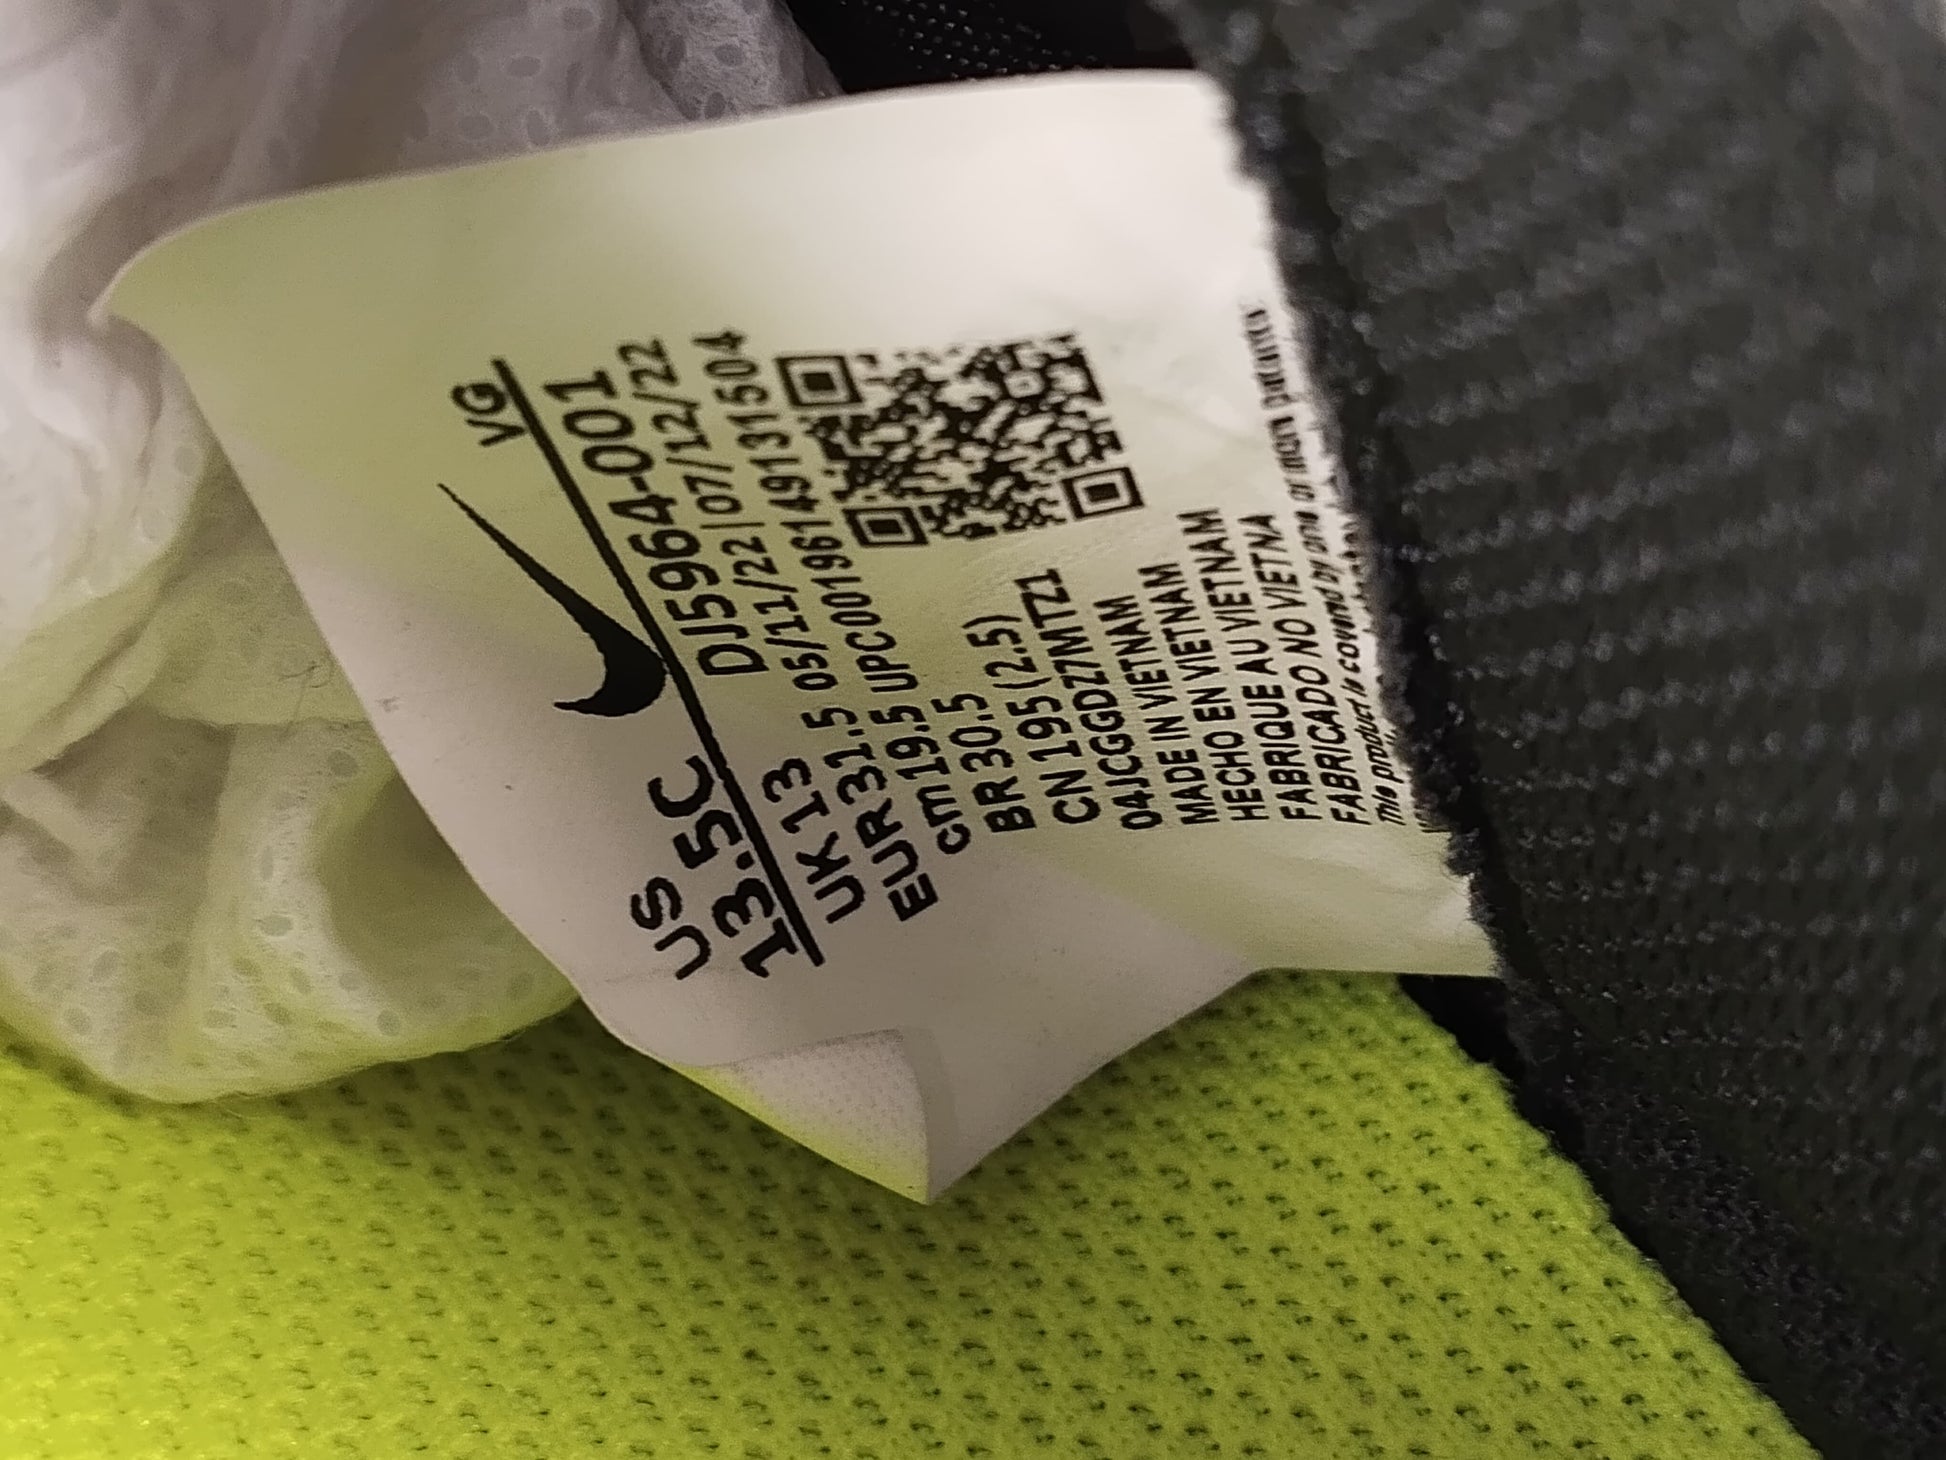 VG
US
13.5C DJ5964-001
UK 13 05/11/22|07/12/22
EUR 31.5 UPC00196149131504
cm 19.5
BR 30.5
CN 195(2.5)
04JCGGDZ7MTZ1
MADE IN VIETNAM
HECHO EN VIETNAM
FABRIQUE AU VIETNAM
FABRICADO NO VIETNA
This product is covered by one or more patents